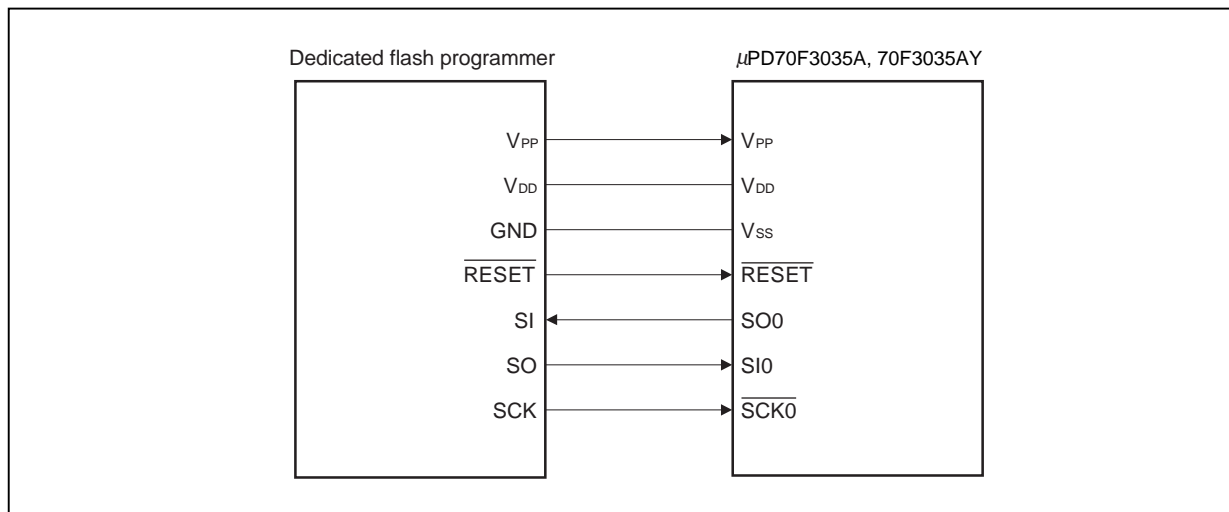 Dedicated flash programmer μPD70F3035A, 70F3035AY
VPP VPP
VDD VDD
GND VSS
RESET RESET
SI SO0
SO SI0
SCK SCK0